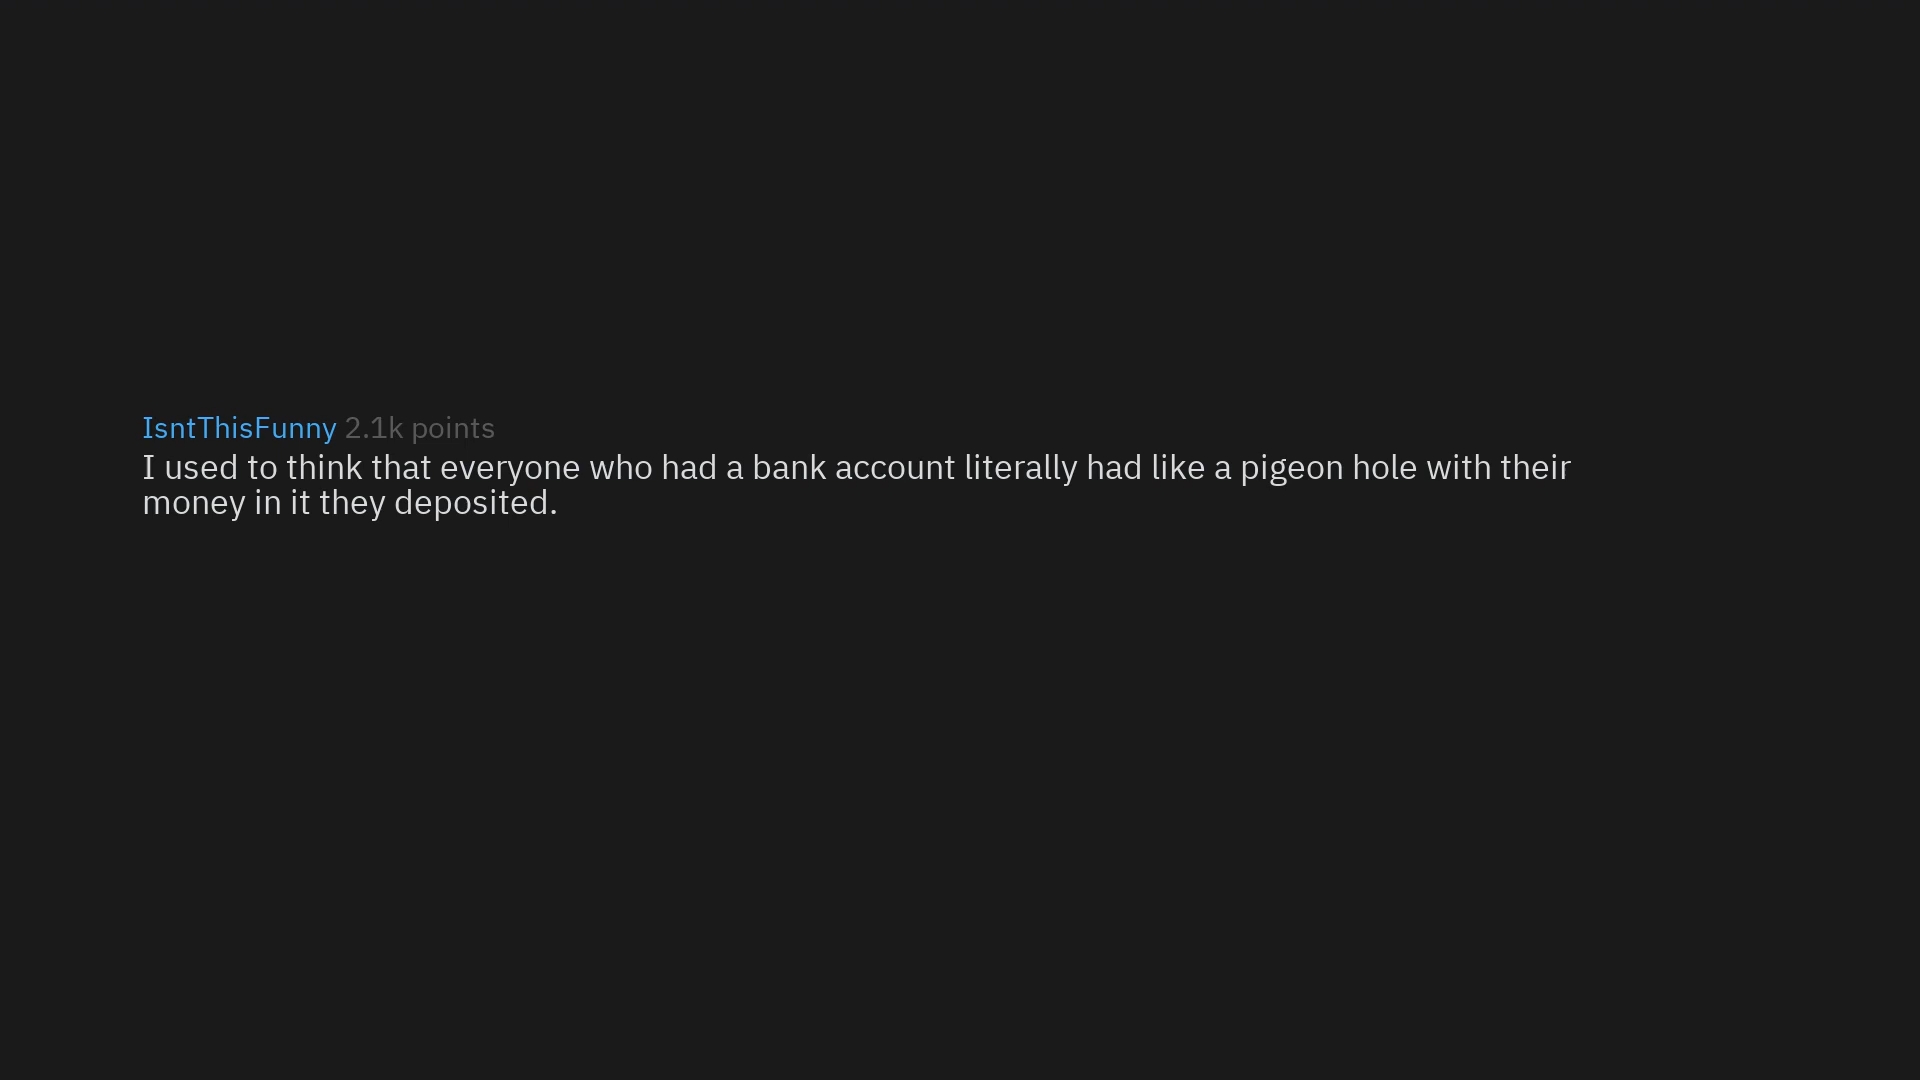 IsntThisFunny 2.1k points
I used to think that everyone who had a bank account literally had like a pigeon hole with their
money in it they deposited.